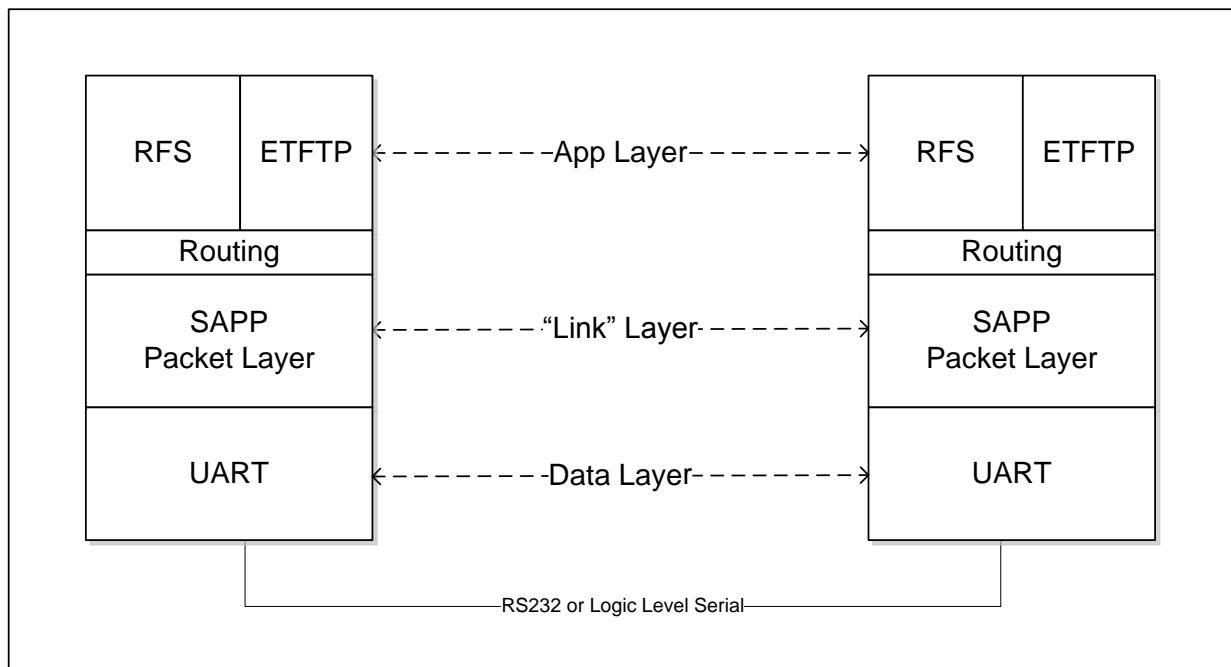 RFS
ETFTP
App Layer
RFS
ETFTP
Routing
Routing
SAPP
Packet Layer
“Link” Layer
SAPP
Packet Layer
UART
Data Layer
UART
RS232 or Logic Level Serial